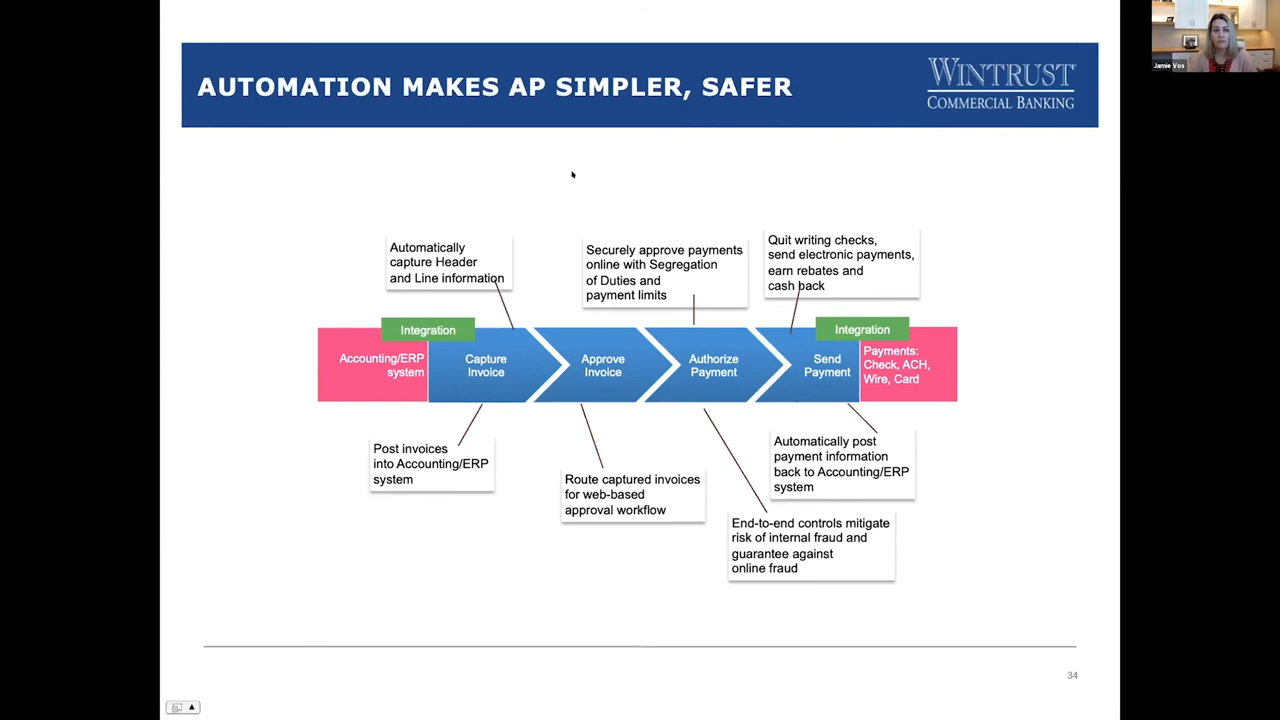 AUTOMATION MAKES AP SIMPLER, SAFER
WINTRUST
COMMERCIAL BANKING
Jamie Vos
Automatically
capture Header
and Line information
Securely approve payments
online with Segregation
of Duties and
payment limits
Quit writing checks,
send electronic payments,
earn rebates and
cash back
Integration
Integration
Accounting/ERP
system
Capture
Invoice
Approve
Invoice
Authorize
Payment
Send
Payment
Payments:
Check, ACH,
Wire, Card
Post invoices
into Accounting/ERP
system
Route captured invoices
for web-based
approval workflow
Automatically post
payment information
back to Accounting/ERP
system
End-to-end controls mitigate
risk of internal fraud and
guarantee against
online fraud
34